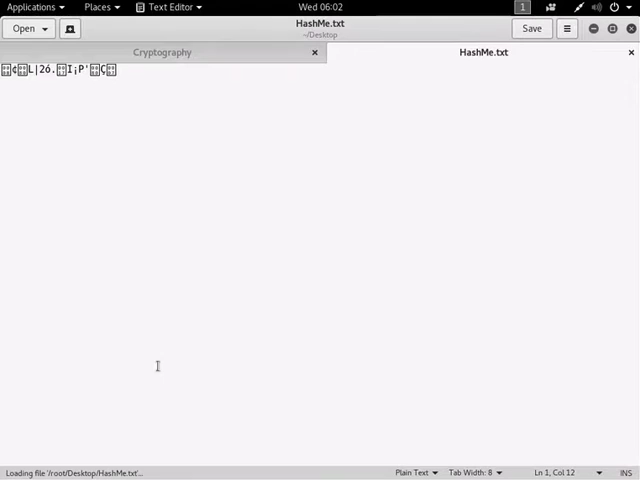 Applications Places Text Editor Wed 06:02 1
Open HashMe.txt Save
~/Desktop
Cryptography HashMe.txt
¢L|2ó.I¡P'Ç
Loading file '/root/Desktop/HashMe.txt'... Plain Text Tab Width: 8 Ln 1, Col 12 INS